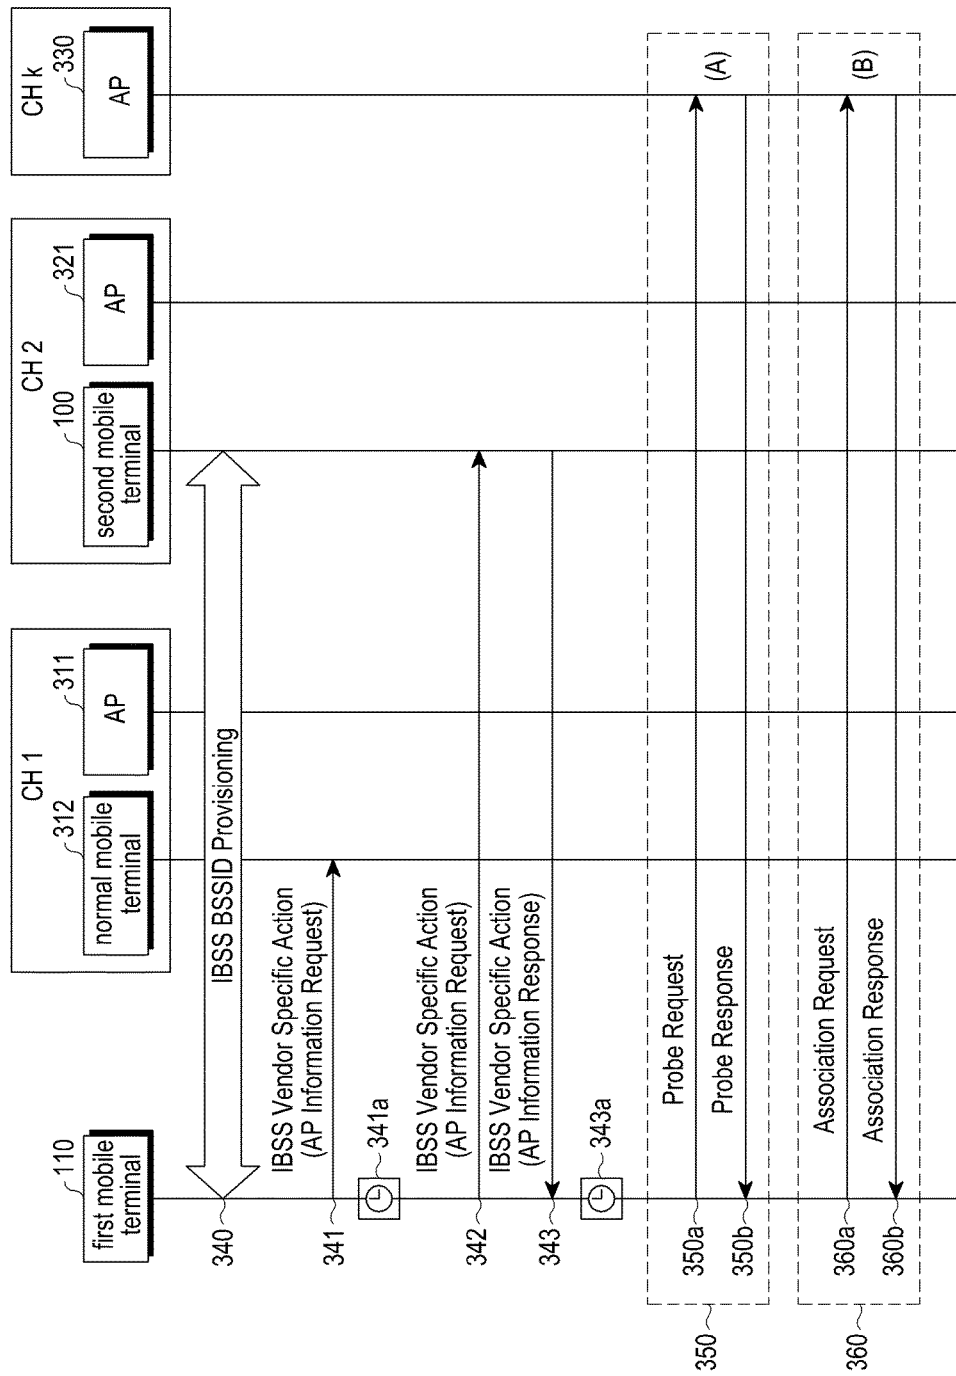 CH 1
CH 2
CH k
110
312
311
100
321
330
first mobile
terminal
normal mobile
terminal
AP
second mobile
terminal
AP
AP
340
IBSS BSSID Provisioning
IBSS Vendor Specific Action
(AP Information Request)
341
341a
IBSS Vendor Specific Action
(AP Information Request)
342
IBSS Vendor Specific Action
(AP Information Response)
343
343a
Probe Request
350a
(A)
Probe Response
350b
350
Association Request
360a
(B)
Association Response
360b
360